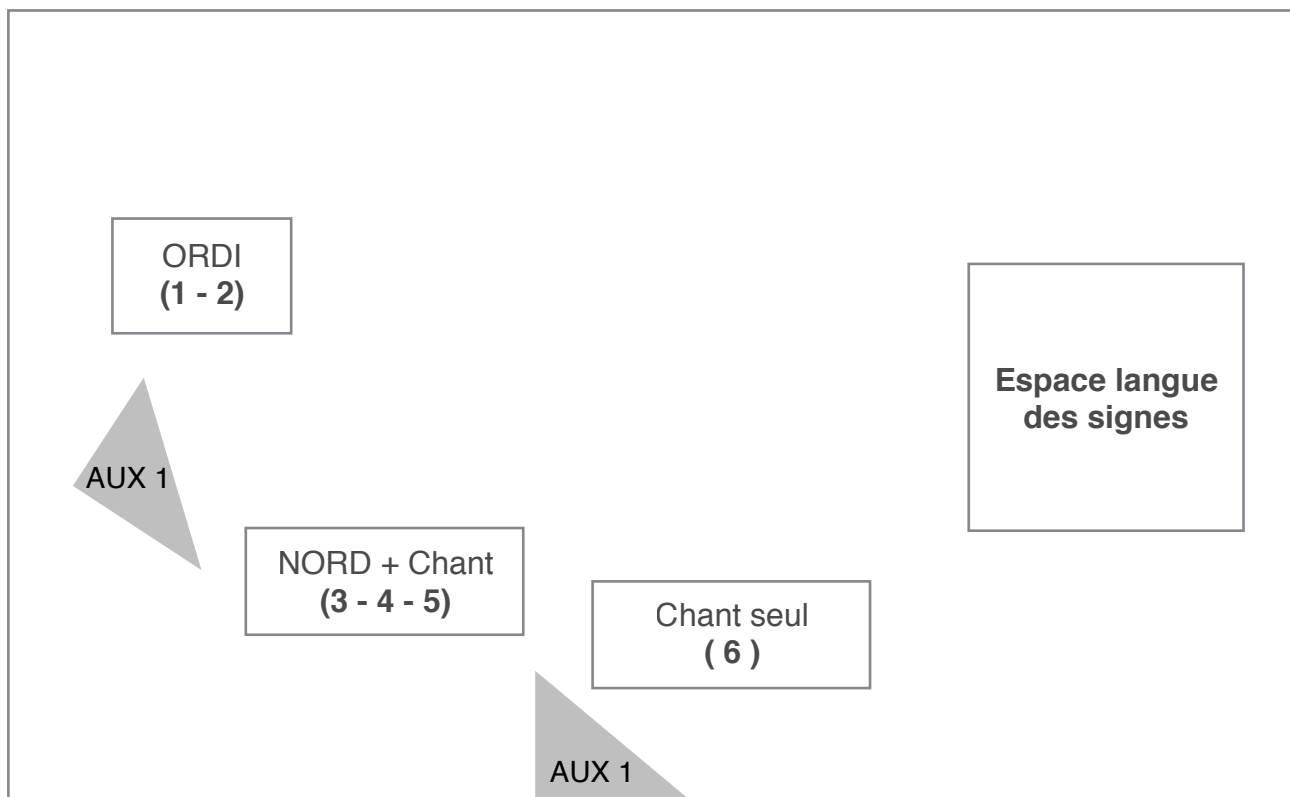 ORDI
(1 - 2)
Espace langue
des signes
AUX 1
NORD + Chant
(3 - 4 - 5)
Chant seul
( 6 )
AUX 1